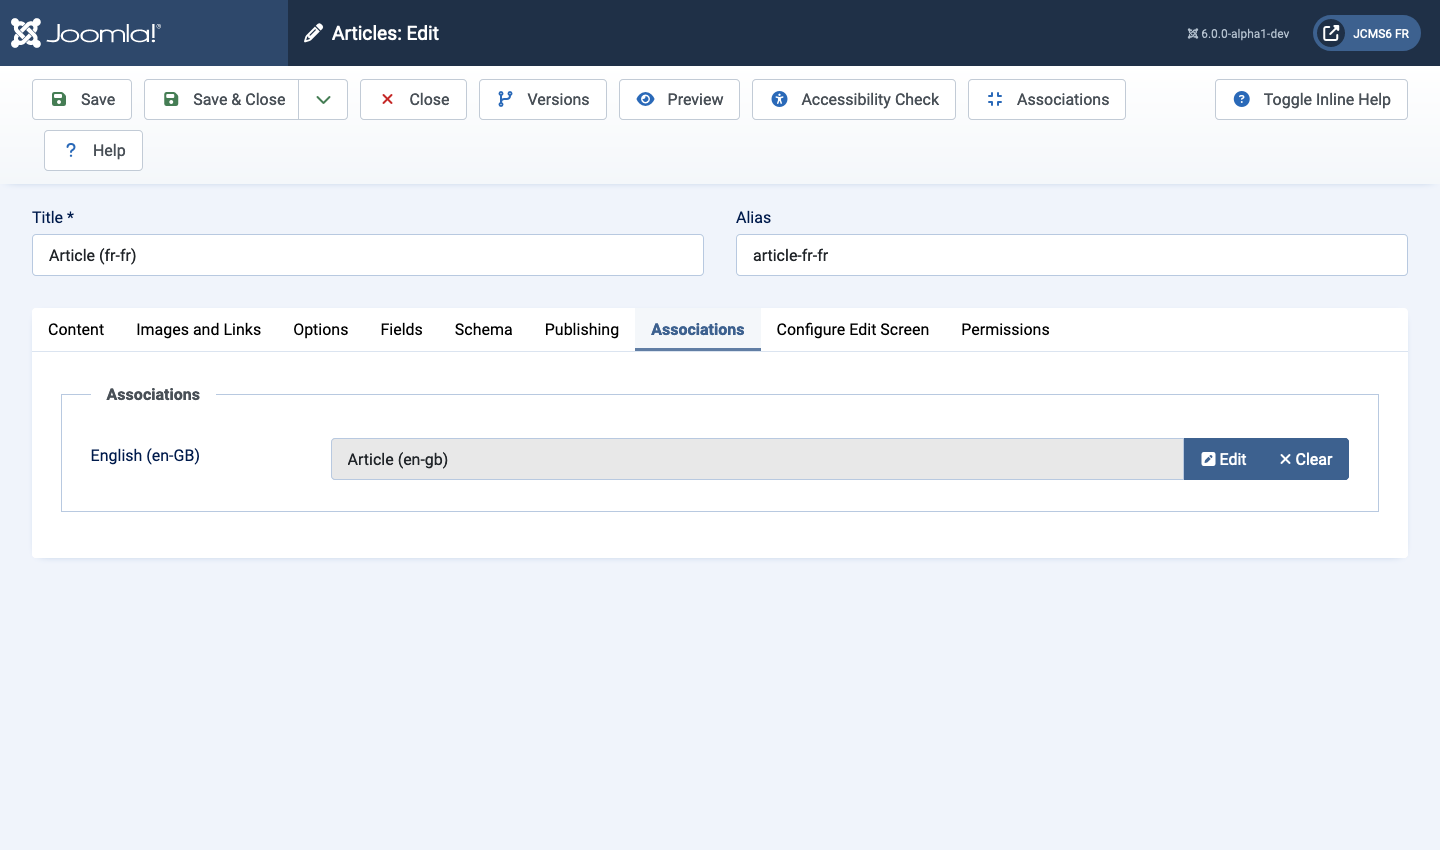 Joomla!®
Articles: Edit
6.0.0-alpha1-dev
JCMS6 FR
Save
Save & Close
Close
Versions
Preview
Accessibility Check
Associations
Toggle Inline Help
Help
Title *
Alias
Article (fr-fr)
article-fr-fr
Content
Images and Links
Options
Fields
Schema
Publishing
Associations
Configure Edit Screen
Permissions
Associations
English (en-GB)
Article (en-gb)
Edit
Clear